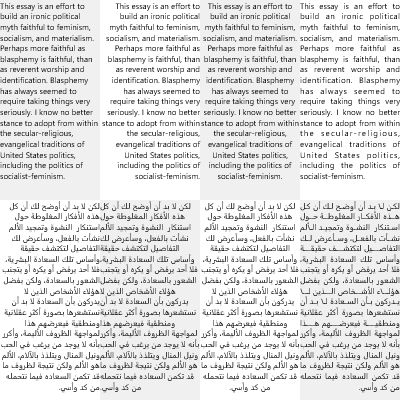 This essay is an effort to
build an ironic political
myth faithful to feminism,
socialism, and materialism.
Perhaps more faithful as
blasphemy is faithful, than
as reverent worship and
identification. Blasphemy
has always seemed to
require taking things very
seriously. I know no better
stance to adopt from within
the secular-religious,
evangelical traditions of
United States politics,
including the politics of
socialist-feminism.
This essay is an effort to
build an ironic political
myth faithful to feminism,
socialism, and materialism.
Perhaps more faithful as
blasphemy is faithful, than
as reverent worship and
identification. Blasphemy
has always seemed to
require taking things very
seriously. I know no better
stance to adopt from within
the secular-religious,
evangelical traditions of
United States politics,
including the politics of
socialist-feminism.
This essay is an effort to
build an ironic political
myth faithful to feminism,
socialism, and materialism.
Perhaps more faithful as
blasphemy is faithful, than
as reverent worship and
identification. Blasphemy
has always seemed to
require taking things very
seriously. I know no better
stance to adopt from within
the secular-religious,
evangelical traditions of
United States politics,
including the politics of
socialist-feminism.
This essay is an effort to
build an ironic political
myth faithful to feminism,
socialism, and materialism.
Perhaps more faithful as
blasphemy is faithful, than
as reverent worship and
identification. Blasphemy
has always seemed to
require taking things very
seriously. I know no better
stance to adopt from within
the secular-religious,
evangelical traditions of
United States politics,
including the politics of
socialist-feminism.
لكن لا بد أن أوضح لك أن كل
هذه الأفكار المغلوطة حول
استنكار النشوة وتمجيد الألم
نشأت بالفعل، وسأعرض لك
التفاصيل لتكتشف حقيقة
وأساس تلك السعادة البشرية،
فلا أحد يرفض أو يكره أو يتجنب
الشعور بالسعادة، ولكن بفضل
هؤلاء الأشخاص الذين لا
يدركون بأن السعادة لا بد أن
نستشعرها بصورة أكثر عقلانية
ومنطقية فيعرضهم هذا
لمواجهة الظروف الأليمة، وأكرر
بأنه لا يوجد من يرغب في الحب
ونيل المنال ويتلذذ بالآلام، الألم
هو الألم ولكن نتيجة لظروف ما
قد تكمن السعاده فيما نتحمله
من كد وأسي.
لكن لا بد أن أوضح لك أن كل
هذه الأفكار المغلوطة حول
استنكار النشوة وتمجيد الألم
نشأت بالفعل، وسأعرض لك
التفاصيل لتكتشف حقيقة
وأساس تلك السعادة البشرية،
فلا أحد يرفض أو يكره أو يتجنب
الشعور بالسعادة، ولكن بفضل
هؤلاء الأشخاص الذين لا
يدركون بأن السعادة لا بد أن
نستشعرها بصورة أكثر عقلانية
ومنطقية فيعرضهم هذا
لمواجهة الظروف الأليمة، وأكرر
بأنه لا يوجد من يرغب في الحب
ونيل المنال ويتلذذ بالآلام، الألم
هو الألم ولكن نتيجة لظروف ما
قد تكمن السعاده فيما نتحمله
من كد وأسي.
لكن لا بد أن أوضح لك أن كل
هذه الأفكار المغلوطة حول
استنكار النشوة وتمجيد الألم
نشأت بالفعل، وسأعرض لك
التفاصيل لتكتشف حقيقة
وأساس تلك السعادة البشرية،
فلا أحد يرفض أو يكره أو يتجنب
الشعور بالسعادة، ولكن بفضل
هؤلاء الأشخاص الذين لا
يدركون بأن السعادة لا بد أن
نستشعرها بصورة أكثر عقلانية
ومنطقية فيعرضهم هذا
لمواجهة الظروف الأليمة، وأكرر
بأنه لا يوجد من يرغب في الحب
ونيل المنال ويتلذذ بالآلام، الألم
هو الألم ولكن نتيجة لظروف ما
قد تكمن السعاده فيما نتحمله
من كد وأسي.
لكن لا بد أن أوضح لك أن كل
هذه الأفكار المغلوطة حول
استنكار النشوة وتمجيد الألم
نشأت بالفعل، وسأعرض لك
التفاصيل لتكتشف حقيقة
وأساس تلك السعادة البشرية،
فلا أحد يرفض أو يكره أو يتجنب
الشعور بالسعادة، ولكن بفضل
هؤلاء الأشخاص الذين لا
يدركون بأن السعادة لا بد أن
نستشعرها بصورة أكثر عقلانية
ومنطقية فيعرضهم هذا
لمواجهة الظروف الأليمة، وأكرر
بأنه لا يوجد من يرغب في الحب
ونيل المنال ويتلذذ بالآلام، الألم
هو الألم ولكن نتيجة لظروف ما
قد تكمن السعاده فيما نتحمله
من كد وأسي.